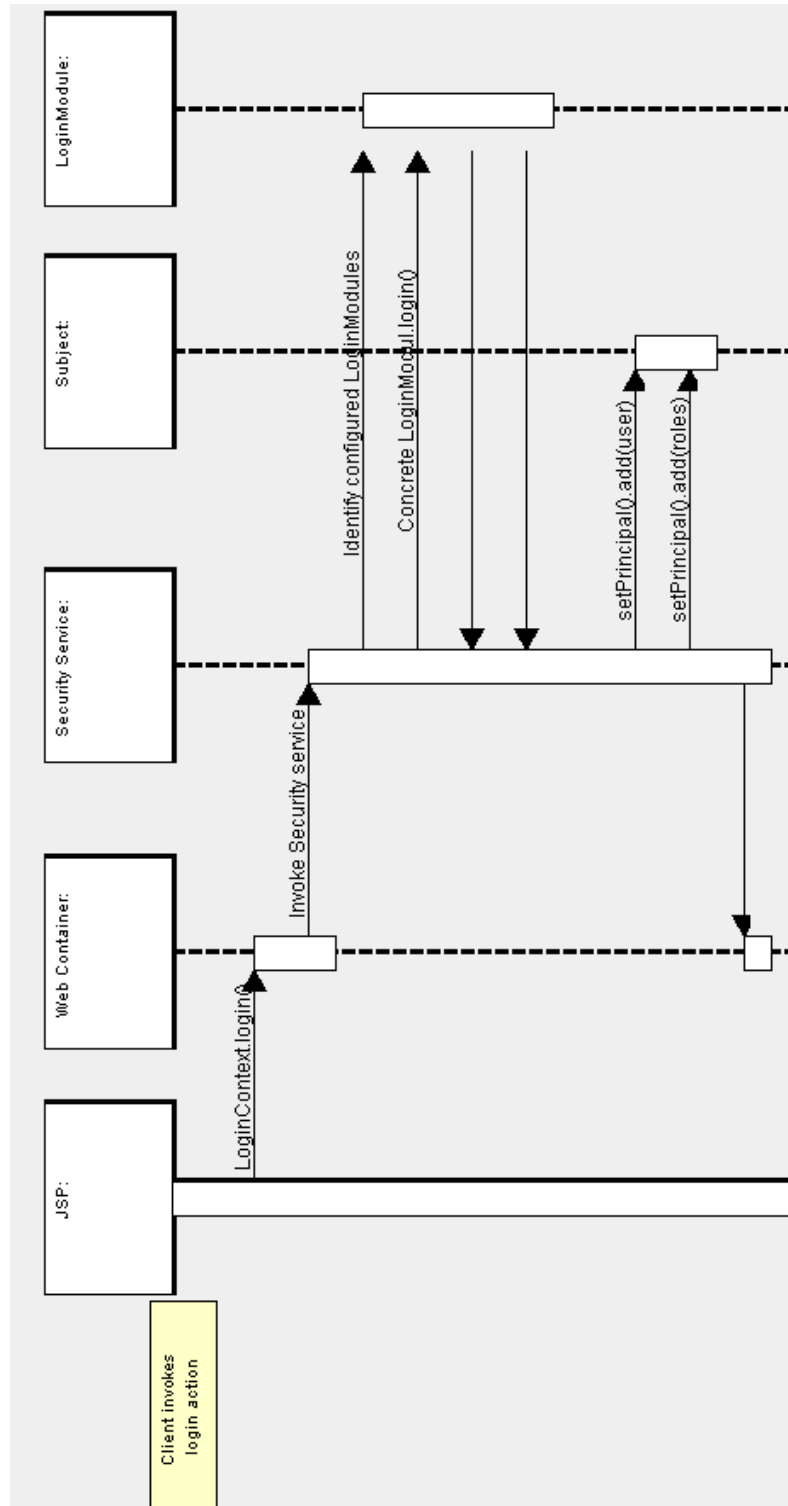 Client invokes
login action
JSP:
Web Container:
Security Service:
Subject:
LoginModule:
LoginContext.login()
Invoke Security service
Identify configured LoginModules
Concrete LoginModul.login()
setPrincipal().add(user)
setPrincipal().add(roles)